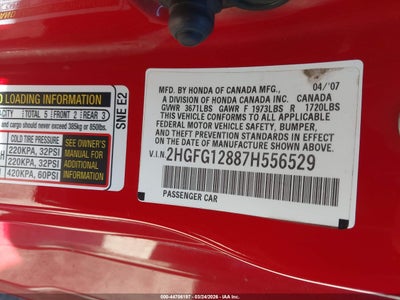 LOADING INFORMATION
TOTAL 5 FRONT 2 REAR 3
and cargo should never exceed 385kg or 850lbs.
COLD TIRE PRESSURE
220KPA, 32PSI
220KPA, 32PSI
420KPA, 60PSI
SEE OWNER'S
MANUAL FOR
ADDITIONAL
INFORMATION
SNE E2
MFD. BY HONDA OF CANADA MFG., 04/'07
A DIVISION OF HONDA CANADA INC. CANADA
GVWR 3671LBS GAWR F 1973LBS R 1720LBS
THIS VEHICLE CONFORMS TO ALL APPLICABLE
FEDERAL MOTOR VEHICLE SAFETY, BUMPER,
AND THEFT PREVENTION STANDARDS IN EFFECT
ON THE DATE OF MANUFACTURE SHOWN ABOVE.
V.I.N. 2HGFG12887H556529
PASSENGER CAR
000-44706197 - 03/24/2026 - IAA Inc.